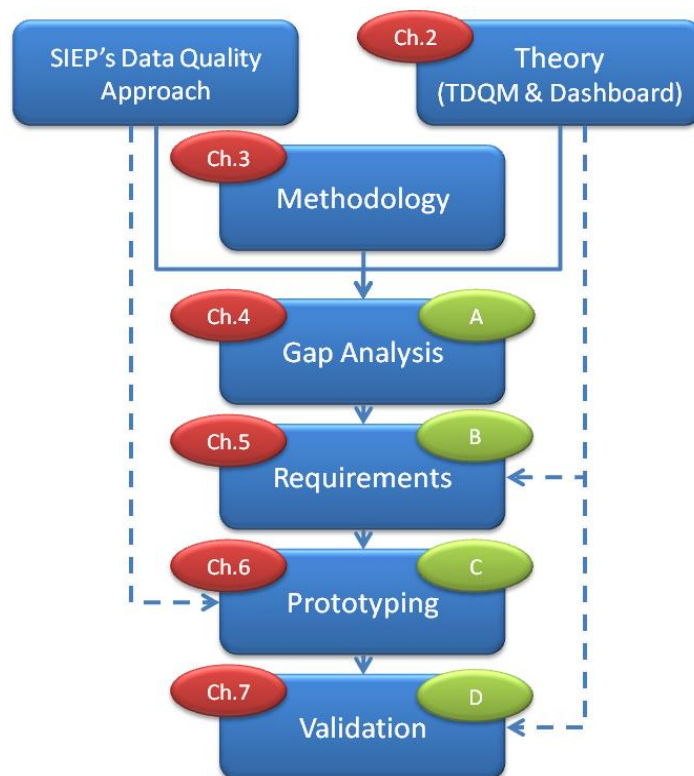 SIEP's Data Quality
Approach
Ch.2
Theory
(TDQM & Dashboard)
Ch.3
Methodology
Ch.4
A
Gap Analysis
Ch.5
B
Requirements
Ch.6
C
Prototyping
Ch.7
D
Validation